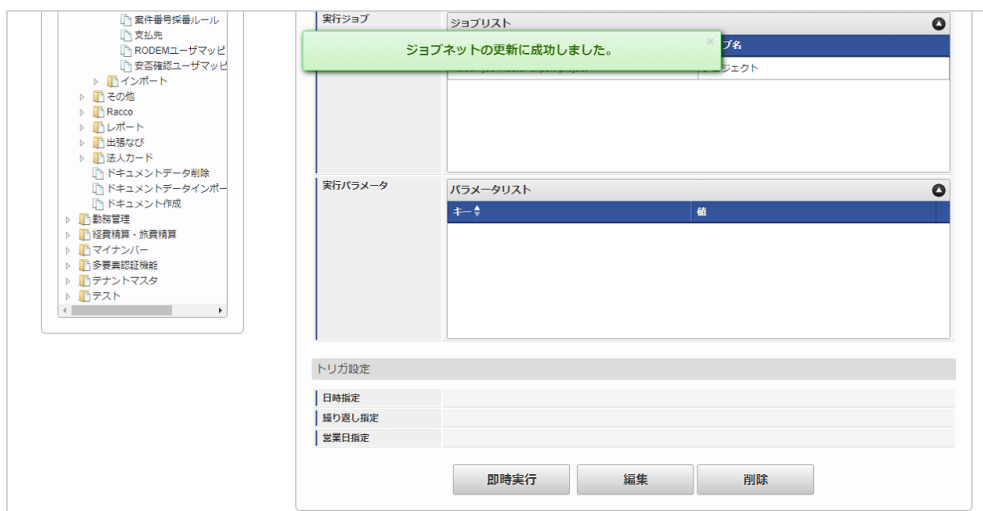 案件番号採番ルール
支払先
RODEMユーザマッピ
安否確認ユーザマッピ
インポート
その他
Racco
レポート
出張なび
法人カード
ドキュメントデータ削除
ドキュメントデータインポー
ドキュメント作成
勤務管理
経費精算・旅費精算
マイナンバー
多要素認証機能
テナントマスタ
テスト
実行ジョブ
ジョブリスト
ジョブネットの更新に成功しました。
ブ名
ジェクト
実行パラメータ
パラメータリスト
キー
値
トリガ設定
日時指定
繰り返し指定
営業日指定
即時実行
編集
削除